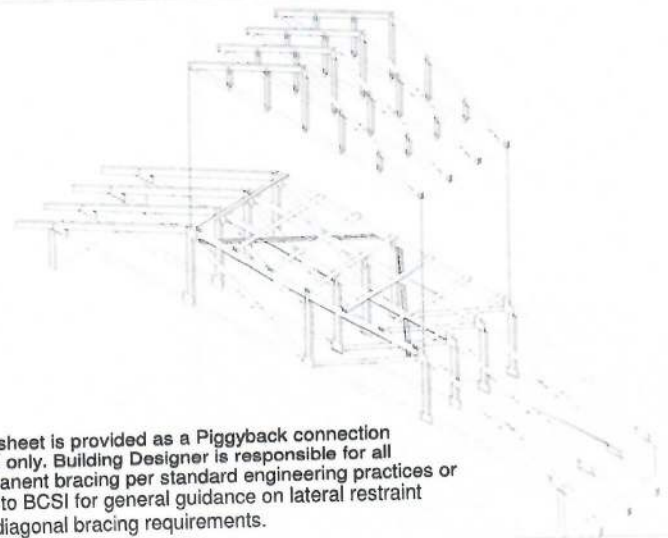 sheet is provided as a Piggyback connection
only. Building Designer is responsible for all
anent bracing per standard engineering practices or
to BCSI for general guidance on lateral restraint
diagonal bracing requirements.